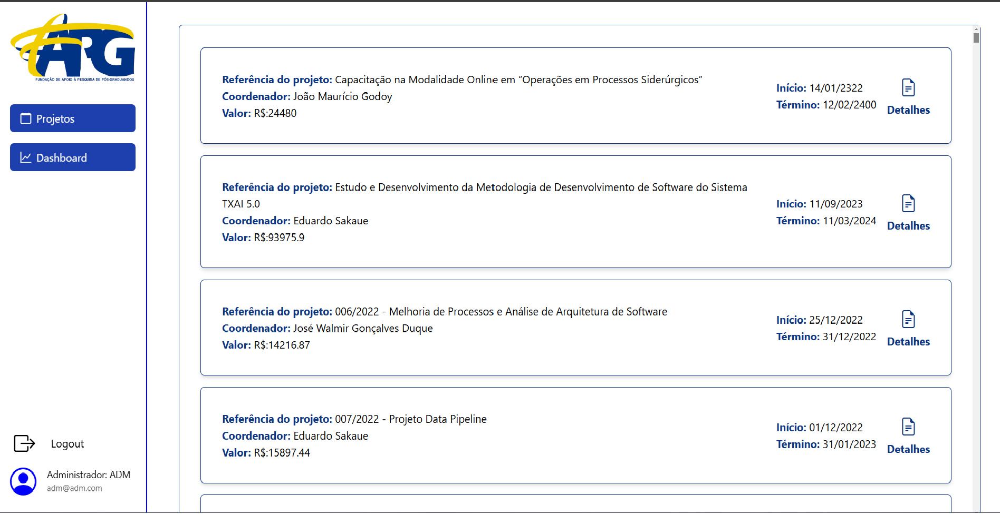 APG
FUNDAÇÃO DE APOIO À PESQUISA DE PÓS-GRADUANDOS
Projetos
Dashboard
Logout
Administrador: ADM
adm@adm.com
Referência do projeto: Capacitação na Modalidade Online em “Operações em Processos Siderúrgicos”
Coordenador: João Maurício Godoy
Valor: R$:24480
Início: 14/01/2322
Término: 12/02/2400
Detalhes
Referência do projeto: Estudo e Desenvolvimento da Metodologia de Desenvolvimento de Software do Sistema
TXAI 5.0
Coordenador: Eduardo Sakaue
Valor: R$:93975.9
Início: 11/09/2023
Término: 11/03/2024
Detalhes
Referência do projeto: 006/2022 - Melhoria de Processos e Análise de Arquitetura de Software
Coordenador: José Walmir Gonçalves Duque
Valor: R$:14216.87
Início: 25/12/2022
Término: 31/12/2022
Detalhes
Referência do projeto: 007/2022 - Projeto Data Pipeline
Coordenador: Eduardo Sakaue
Valor: R$:15897.44
Início: 01/12/2022
Término: 31/01/2023
Detalhes